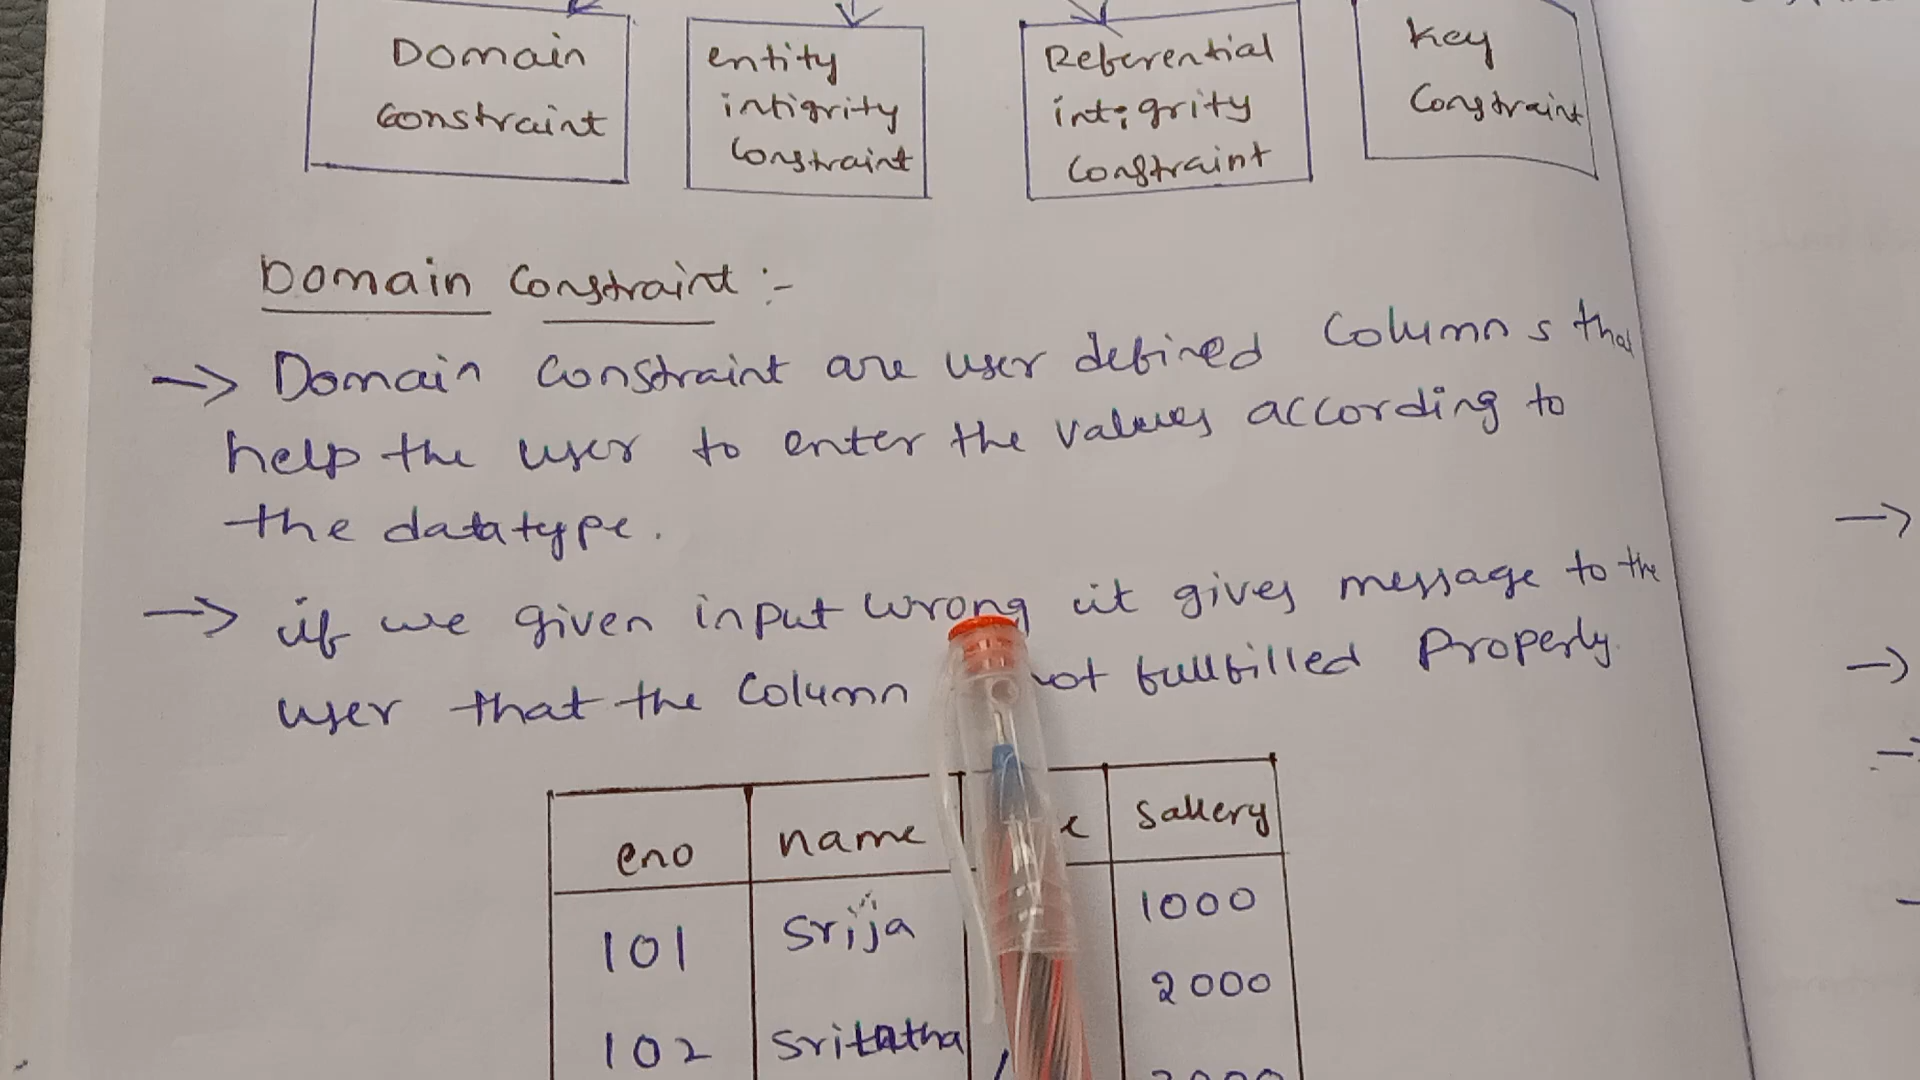 Domain
Constraint
entity
intigrity
Constraint
Referential
intigrity
Constraint
Key
Constraint
Domain Constraint :-
→ Domain Constraint are user defined Columns that
help the user to enter the values according to
the datatype.
→ if we given input wrong it gives message to the
user that the Column not fullfilled Properly.
eno name sallery
101 Srija 1000
2000
102